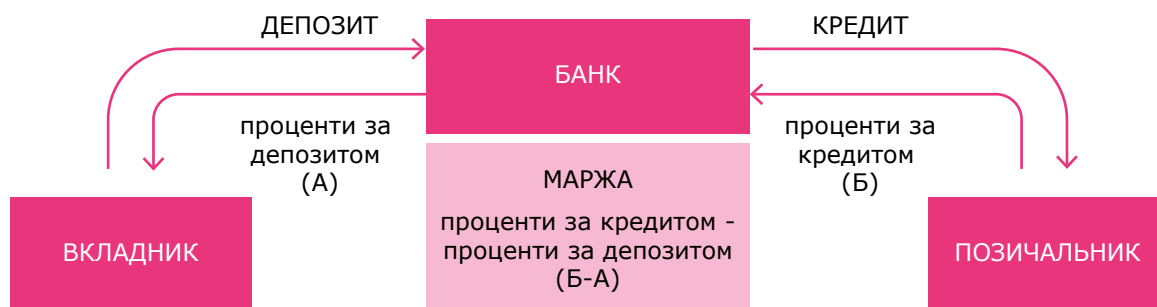 ДЕПОЗИТ
БАНК
КРЕДИТ
проценти за
депозитом
(А)
проценти за
кредитом
(Б)
МАРЖА
проценти за кредитом -
проценти за депозитом
(Б-А)
ВКЛАДНИК
ПОЗИЧАЛЬНИК